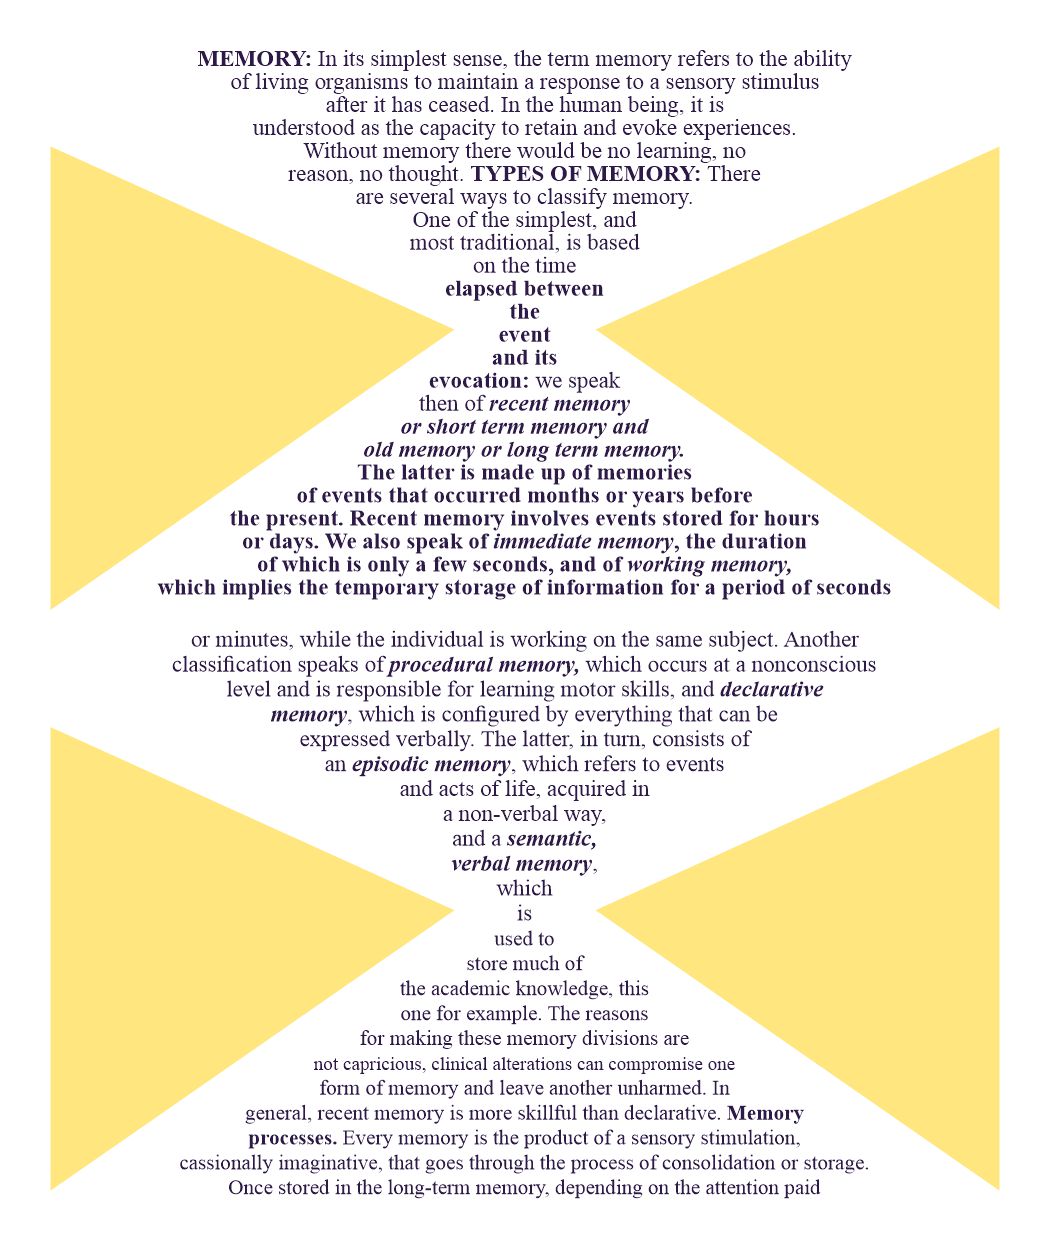 MEMORY: In its simplest sense, the term memory refers to the ability
of living organisms to maintain a response to a sensory stimulus
after it has ceased. In the human being, it is
understood as the capacity to retain and evoke experiences.
Without memory there would be no learning, no
reason, no thought. TYPES OF MEMORY: There
are several ways to classify memory.
One of the simplest, and
most traditional, is based
on the time
elapsed between
the
event
and its
evocation: we speak
then of recent memory
or short term memory and
old memory or long term memory.
The latter is made up of memories
of events that occurred months or years before
the present. Recent memory involves events stored for hours
or days. We also speak of immediate memory, the duration
of which is only a few seconds, and of working memory,
which implies the temporary storage of information for a period of seconds
or minutes, while the individual is working on the same subject. Another
classification speaks of procedural memory, which occurs at a nonconscious
level and is responsible for learning motor skills, and declarative
memory, which is configured by everything that can be
expressed verbally. The latter, in turn, consists of
an episodic memory, which refers to events
and acts of life, acquired in
a non-verbal way,
and a semantic,
verbal memory,
which
is
used to
store much of
the academic knowledge, this
one for example. The reasons
for making these memory divisions are
not capricious, clinical alterations can compromise one
form of memory and leave another unharmed. In
general, recent memory is more skillful than declarative. Memory
processes. Every memory is the product of a sensory stimulation,
cassionally imaginative, that goes through the process of consolidation or storage.
Once stored in the long-term memory, depending on the attention paid